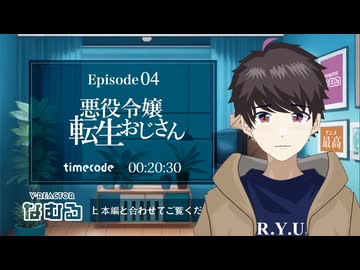 Episode 04
悪役令嬢
転生おじさん
timecode 00:20:30
V-REACTOR
なむる
上 本編と合わせてご覧くだ
アニメ
最高
R.Y.U.